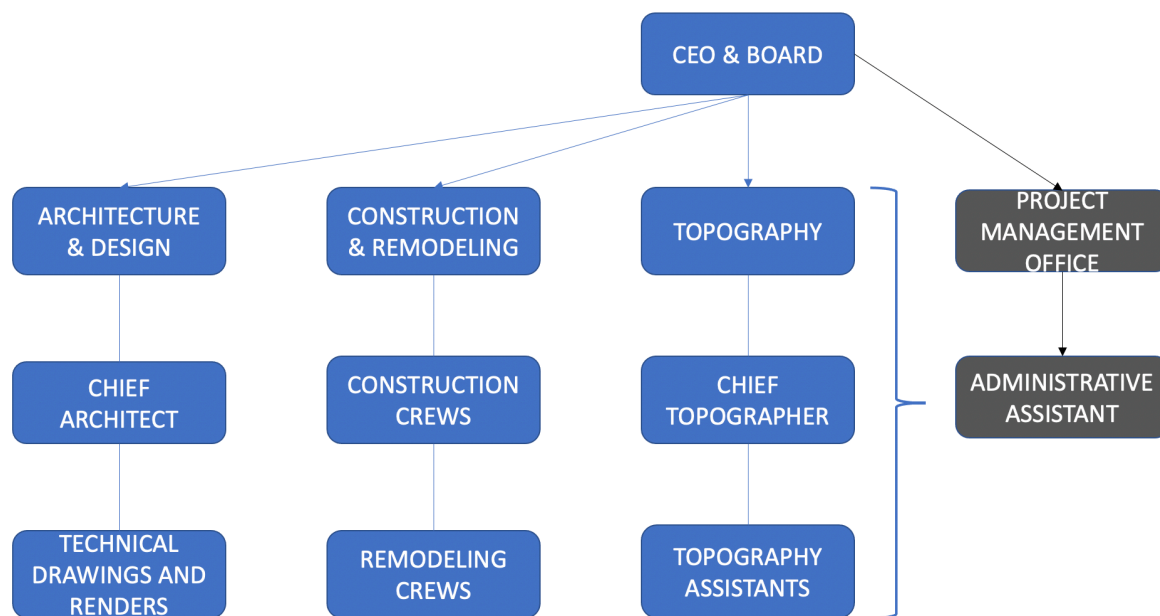 CEO & BOARD
ARCHITECTURE
& DESIGN
CONSTRUCTION
& REMODELING
TOPOGRAPHY
PROJECT
MANAGEMENT
OFFICE
CHIEF
ARCHITECT
CONSTRUCTION
CREWS
CHIEF
TOPOGRAPHER
ADMINISTRATIVE
ASSISTANT
TECHNICAL
DRAWINGS AND
RENDERS
REMODELING
CREWS
TOPOGRAPHY
ASSISTANTS